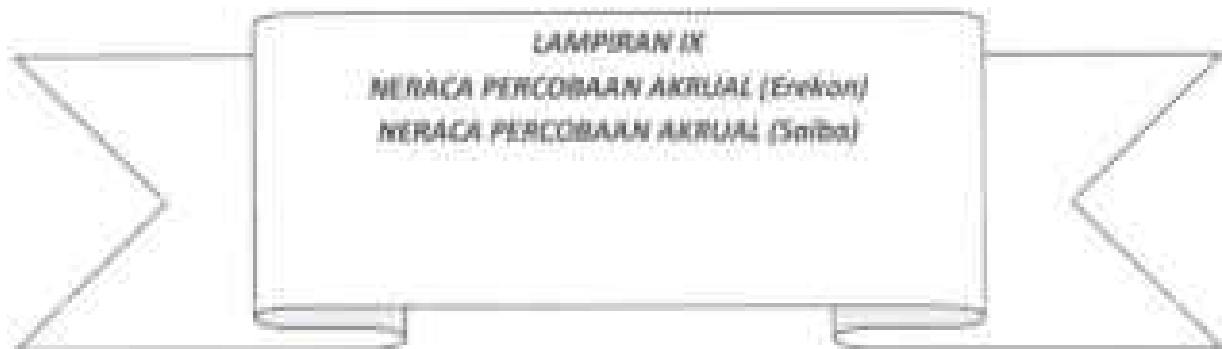 LAMPIRAN IX
NERACA PERCOBAAN AKRUAL (Erekon)
NERACA PERCOBAAN AKRUAL (Saiba)